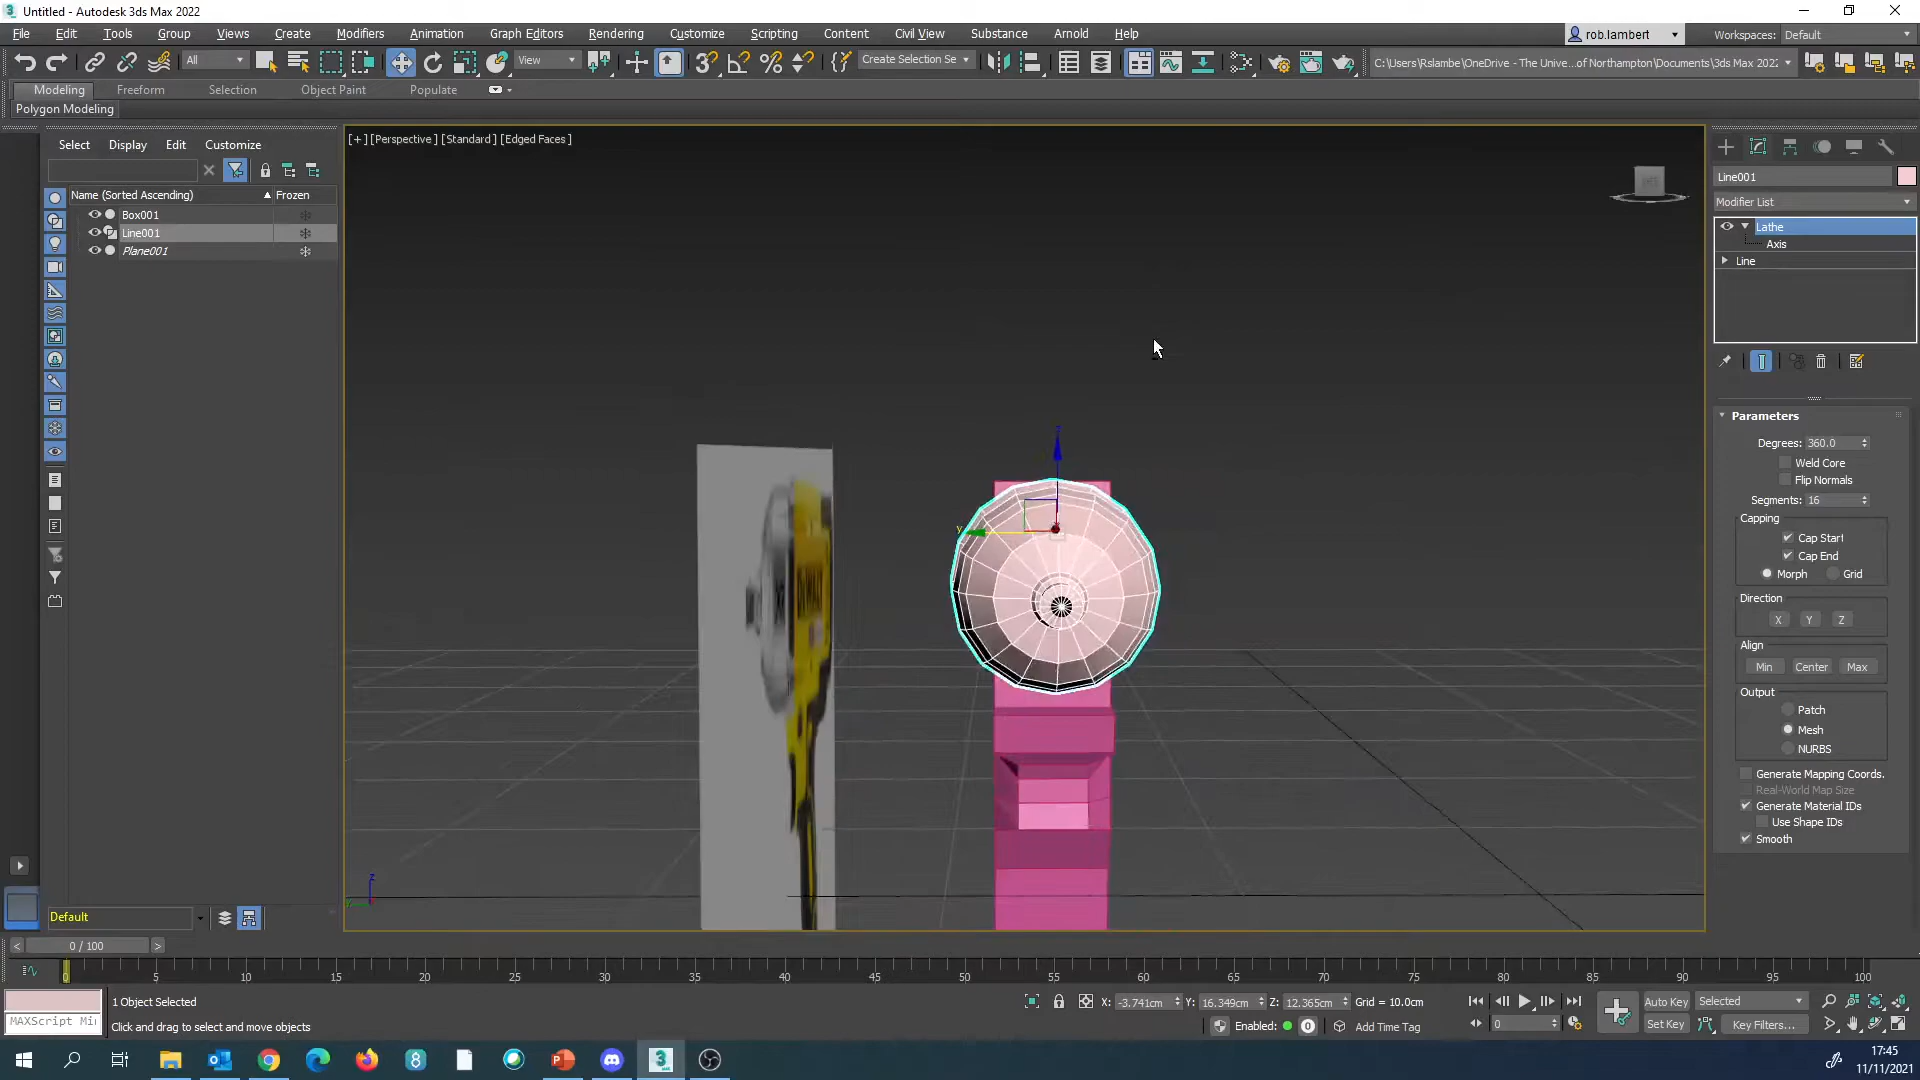 Untitled - Autodesk 3ds Max 2022
File Edit Tools Group Views Create Modifiers Animation Graph Editors Rendering Customize Scripting Content Civil View Substance Arnold Help
rob.lambert Workspaces: Default
All View Create Selection Se C:\Users\Rslambe\OneDrive - The Unive...of Northampton\Documents\3ds Max 2022
Modeling Freeform Selection Object Paint Populate
Polygon Modeling
Select Display Edit Customize
[+] [Perspective] [Standard] [Edged Faces]
Name (Sorted Ascending) Frozen
Box001
Line001
Plane001
Line001
Modifier List
Lathe
Axis
Line
Parameters
Degrees: 360.0
Weld Core
Flip Normals
Segments: 16
Capping
Cap Start
Cap End
Morph Grid
Direction
X Y Z
Align
Min Center Max
Output
Patch
Mesh
NURBS
Generate Mapping Coords.
Real-World Map Size
Generate Material IDs
Use Shape IDs
Smooth
z
y
DEWALT
z
Default
< 0 / 100 >
0 5 10 15 20 25 30 35 40 45 50 55 60 65 70 75 80 85 90 95 100
1 Object Selected
X: -3.741cm Y: 16.349cm Z: 12.365cm Grid = 10.0cm
Auto Key Selected
MAXScript Mi
Click and drag to select and move objects
Enabled: 0 Add Time Tag
0
Set Key Key Filters...
17:45
11/11/2021